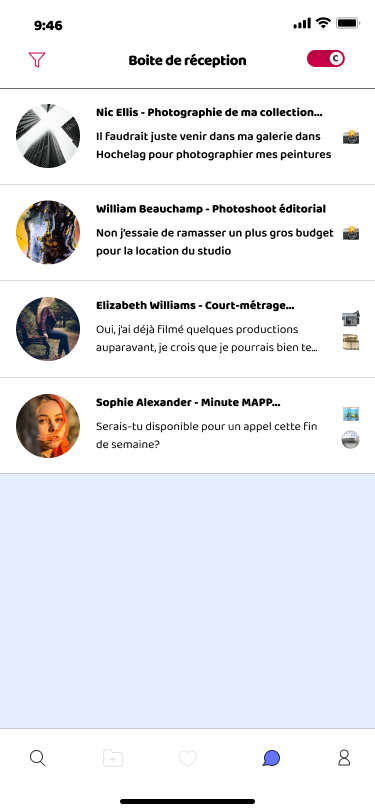 9:46
Boite de réception
C
Nic Ellis - Photographie de ma collection...
Il faudrait juste venir dans ma galerie dans
Hochelag pour photographier mes peintures
William Beauchamp - Photoshoot éditorial
Non j'essaie de ramasser un plus gros budget
pour la location du studio
Elizabeth Williams - Court-métrage...
Oui, j'ai déjà filmé quelques productions
auparavant, je crois que je pourrais bien te...
Sophie Alexander - Minute MAPP...
Serais-tu disponible pour un appel cette fin
de semaine?